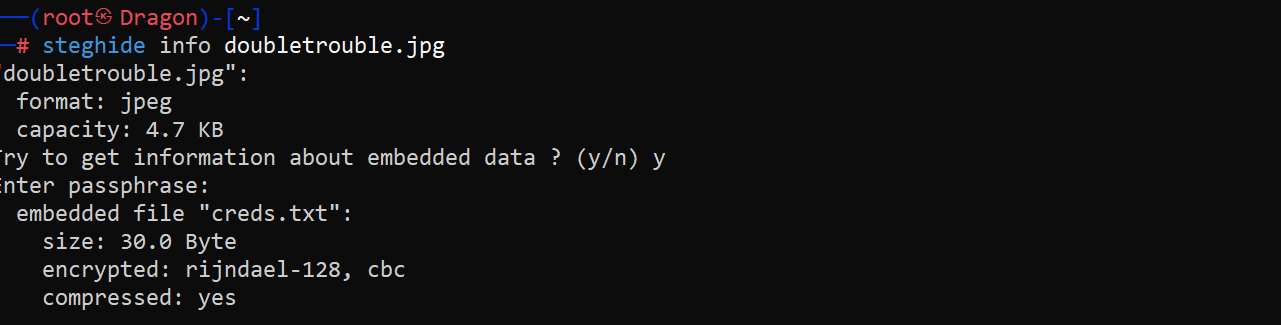 (root㉿Dragon)-[~]
# steghide info doubletrouble.jpg
"doubletrouble.jpg":
format: jpeg
capacity: 4.7 KB
Try to get information about embedded data ? (y/n) y
Enter passphrase:
embedded file "creds.txt":
size: 30.0 Byte
encrypted: rijndael-128, cbc
compressed: yes